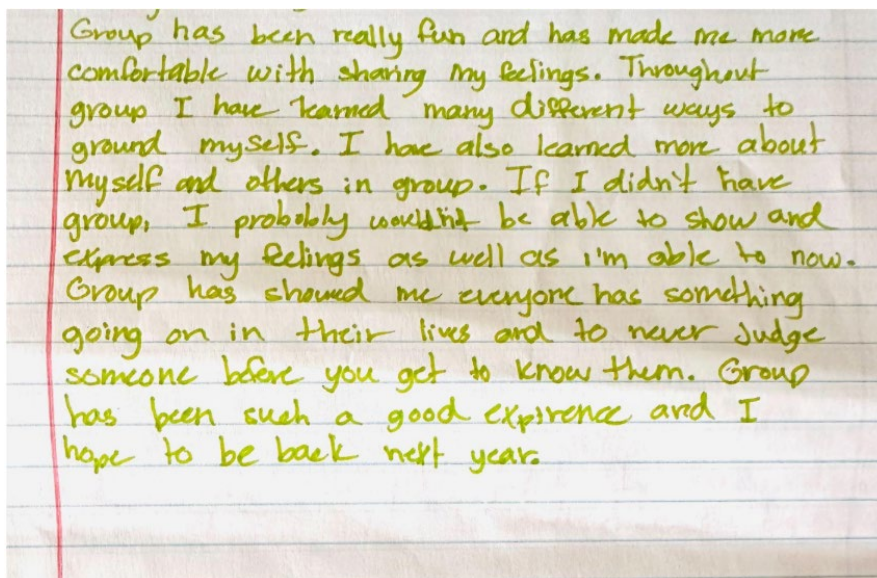 Group has been really fun and has made me more
comfortable with sharing my feelings. Throughout
group I have learned many different ways to
ground myself. I have also learned more about
myself and others in group. If I didn't have
group, I probobly wouldn't be able to show and
express my feelings as well as i'm able to now.
Group has showed me everyone has something
going on in their lives and to never judge
someone before you get to know them. Group
has been such a good expirence and I
hope to be back next year.